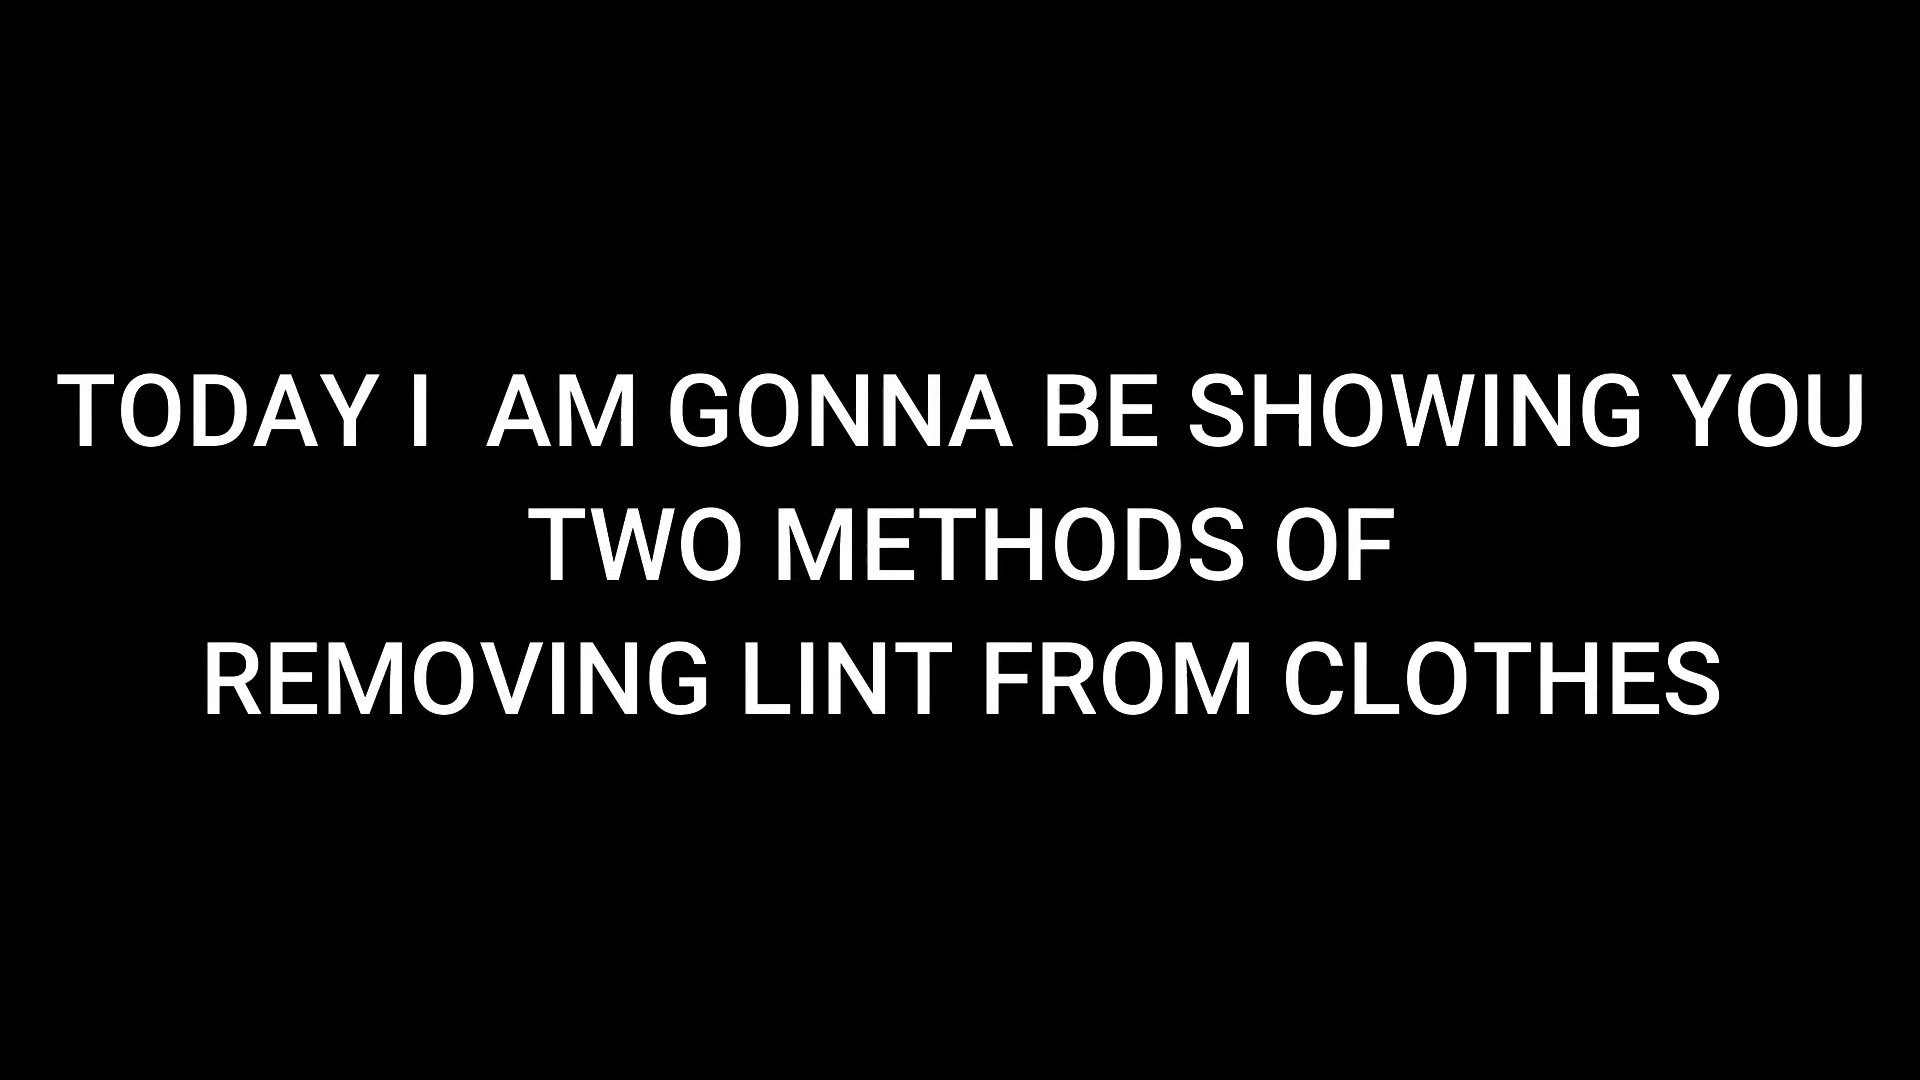 TODAY I  AM GONNA BE SHOWING YOU
TWO METHODS OF
REMOVING LINT FROM CLOTHES